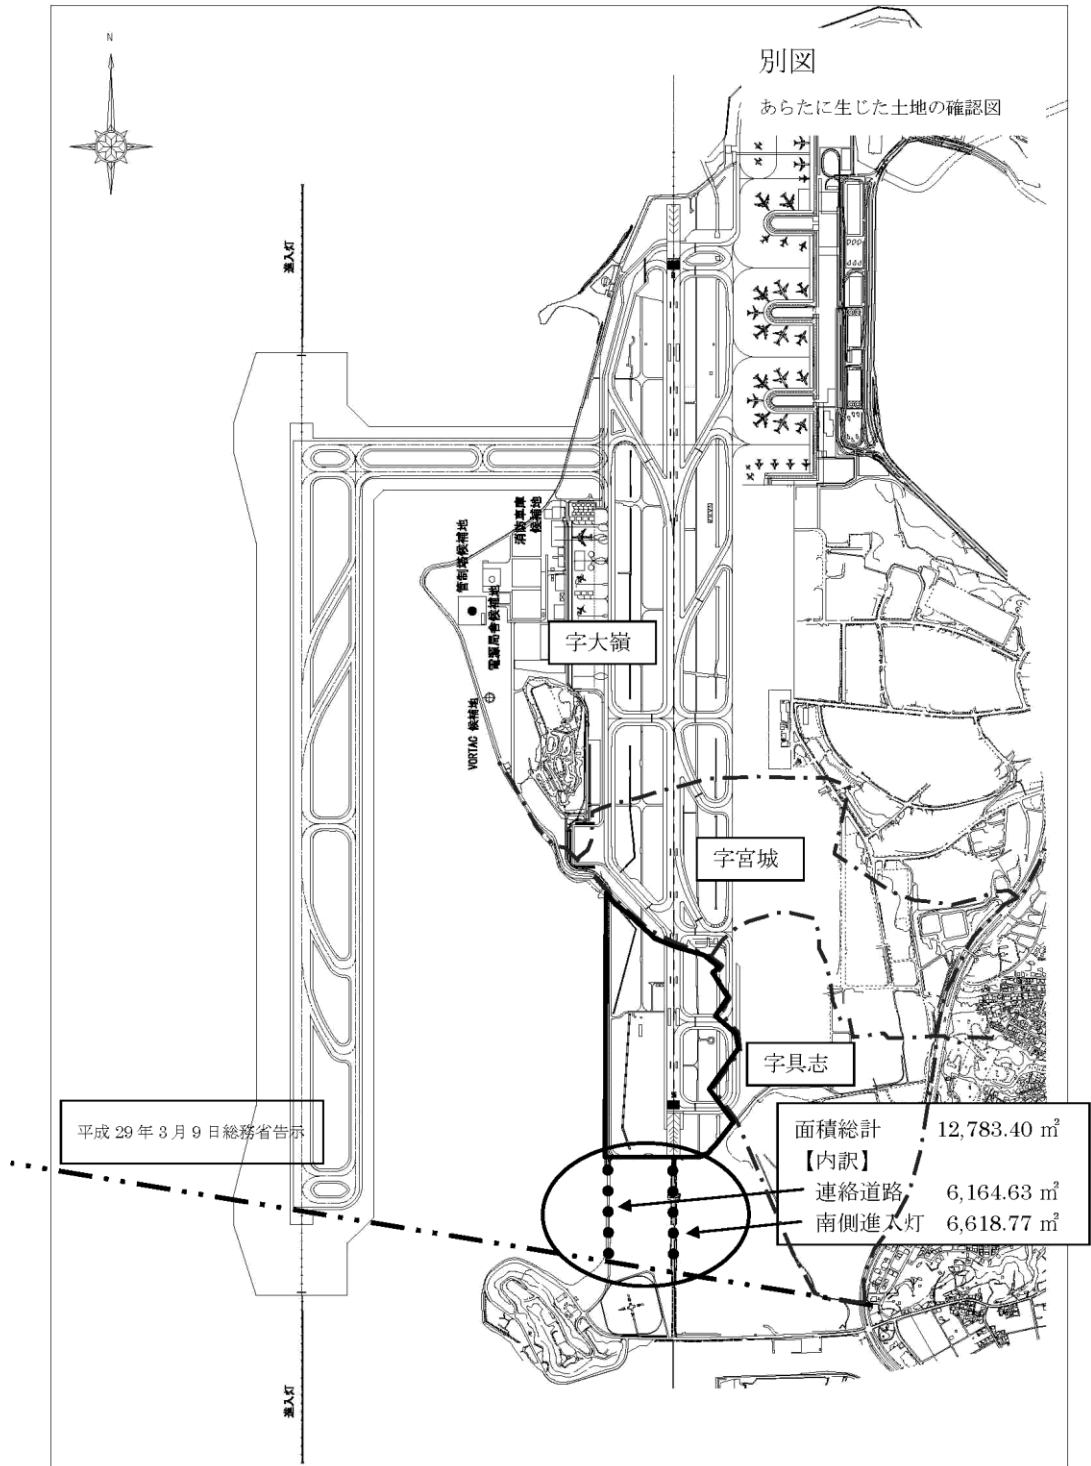 N
別図
あらたに生じた土地の確認図
進入灯
消防車庫
候補地
管制塔候補地
電源局舎候補地
字大嶺
VORTAC 候補地
字宮城
字具志
平成 29 年 3 月 9 日総務省告示
面積総計 12,783.40 ㎡
【内訳】
連絡道路 6,164.63 ㎡
南側進入灯 6,618.77 ㎡
進入灯